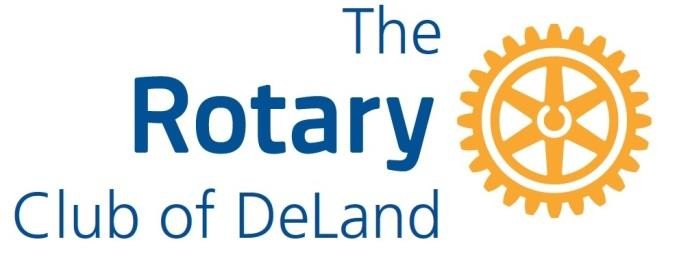 The
Rotary
Club of DeLand